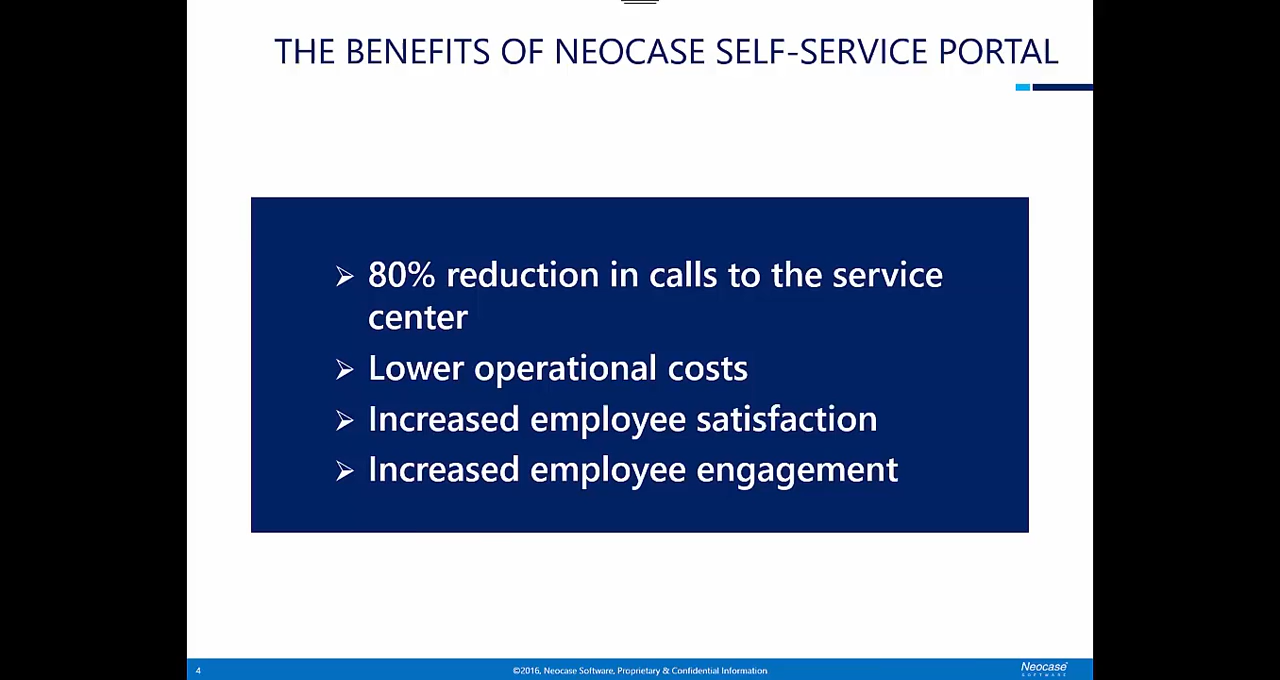 THE BENEFITS OF NEOCASE SELF-SERVICE PORTAL
80% reduction in calls to the service
center
Lower operational costs
Increased employee satisfaction
Increased employee engagement
4
©2016, Neocase Software, Proprietary & Confidential Information
Neocase
SOFTWARE